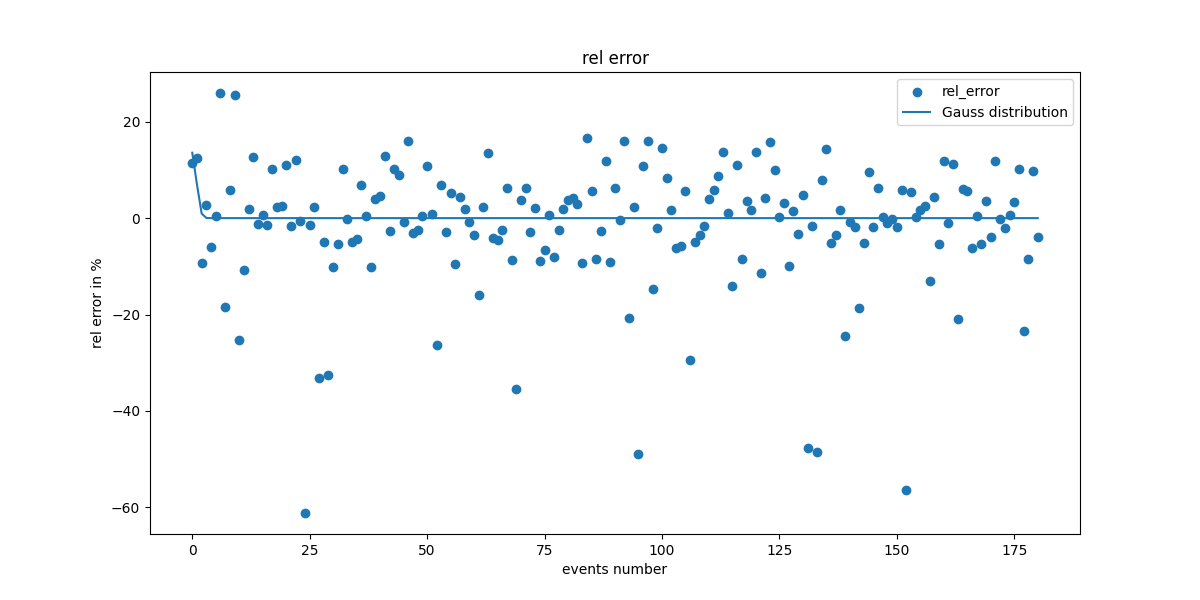 rel error
rel_error
Gauss distribution
rel error in %
20
0
−20
−40
−60
0 25 50 75 100 125 150 175
events number